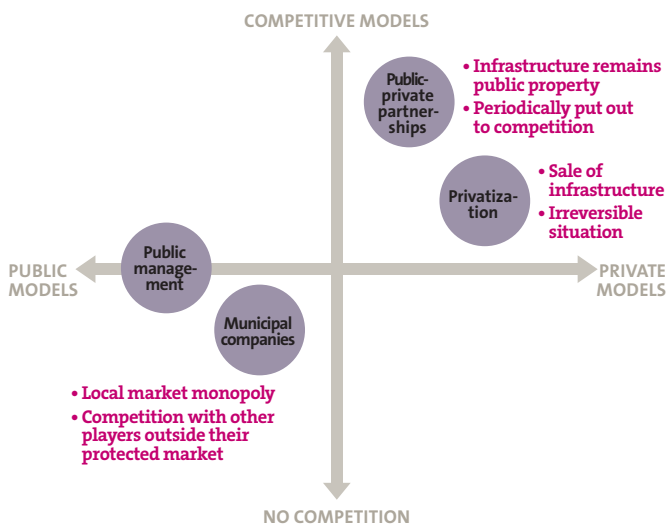 COMPETITIVE MODELS
Public-
private
partner-
ships
• Infrastructure remains
public property
• Periodically put out
to competition
Privatiza-
tion
• Sale of
infrastructure
• Irreversible
situation
PUBLIC
MODELS
Public
manage-
ment
PRIVATE
MODELS
Municipal
companies
• Local market monopoly
• Competition with other
players outside their
protected market
NO COMPETITION